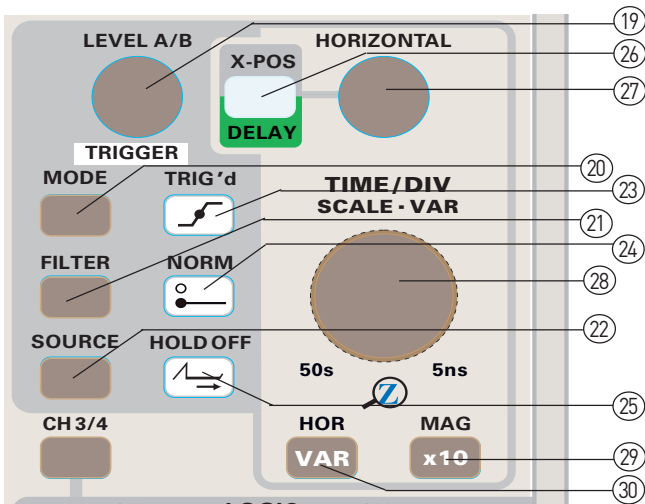 19
LEVEL A/B
HORIZONTAL
26
X-POS
27
DELAY
TRIGGER
20
MODE
TRIG'd
TIME/DIV
23
SCALE · VAR
21
FILTER
NORM
24
28
SOURCE
HOLD OFF
22
50s
5ns
Z
25
CH 3/4
HOR
MAG
VAR
x10
29
30